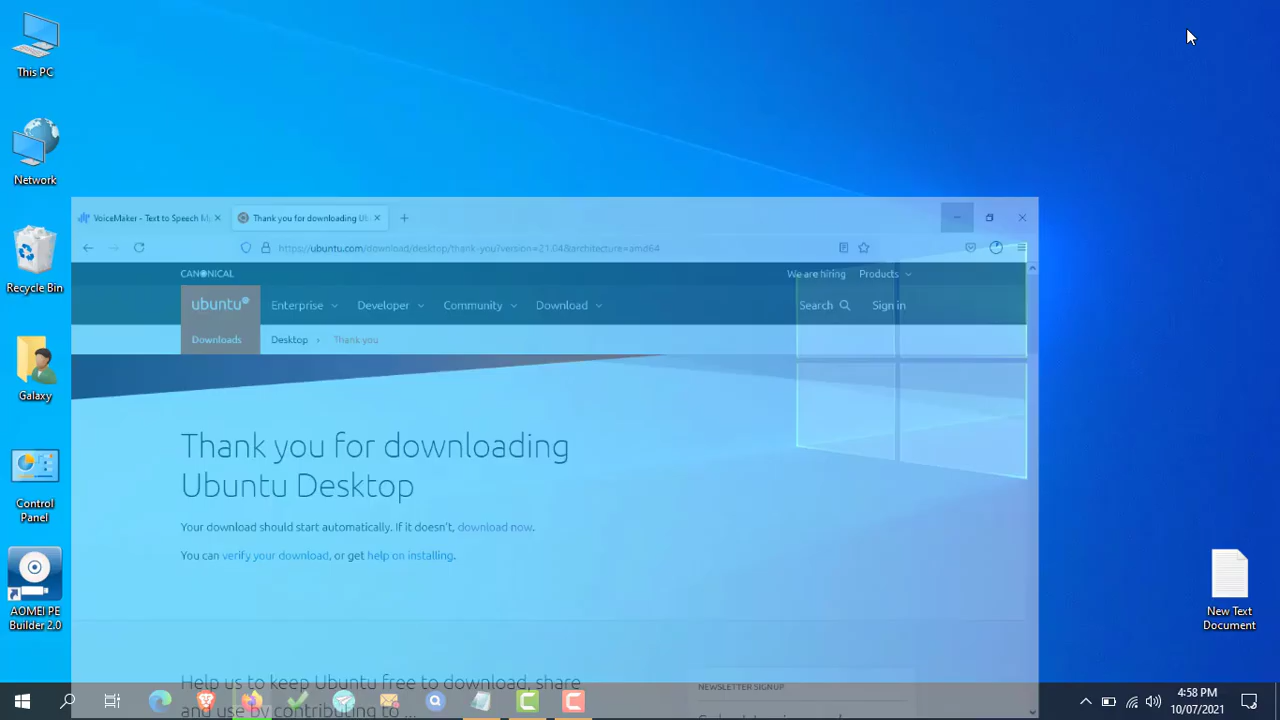 This PC
Network
Recycle Bin
Galaxy
Control
Panel
AOMEI PE
Builder 2.0
VoiceMaker - Text to Speech M
Thank you for downloading Ub
https://ubuntu.com/download/desktop/thank-you?version=21.04&architecture=amd64
CANONICAL
We are hiring
Products
ubuntu
Enterprise
Developer
Community
Download
Search
Sign in
Downloads
Desktop
Thank you
Thank you for downloading
Ubuntu Desktop
Your download should start automatically. If it doesn't, download now.
You can verify your download, or get help on installing.
Help us to keep Ubuntu free to download, share
and use by contributing to ...
NEWSLETTER SIGNUP
New Text
Document
4:58 PM
10/07/2021